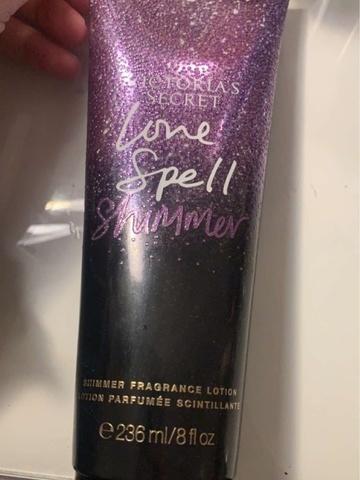 VICTORIA'S
SECRET
Love
Spell
Shimmer
SHIMMER FRAGRANCE LOTION
LOTION PARFUMÉE SCINTILLANTE
℮ 236 ml/8 fl oz